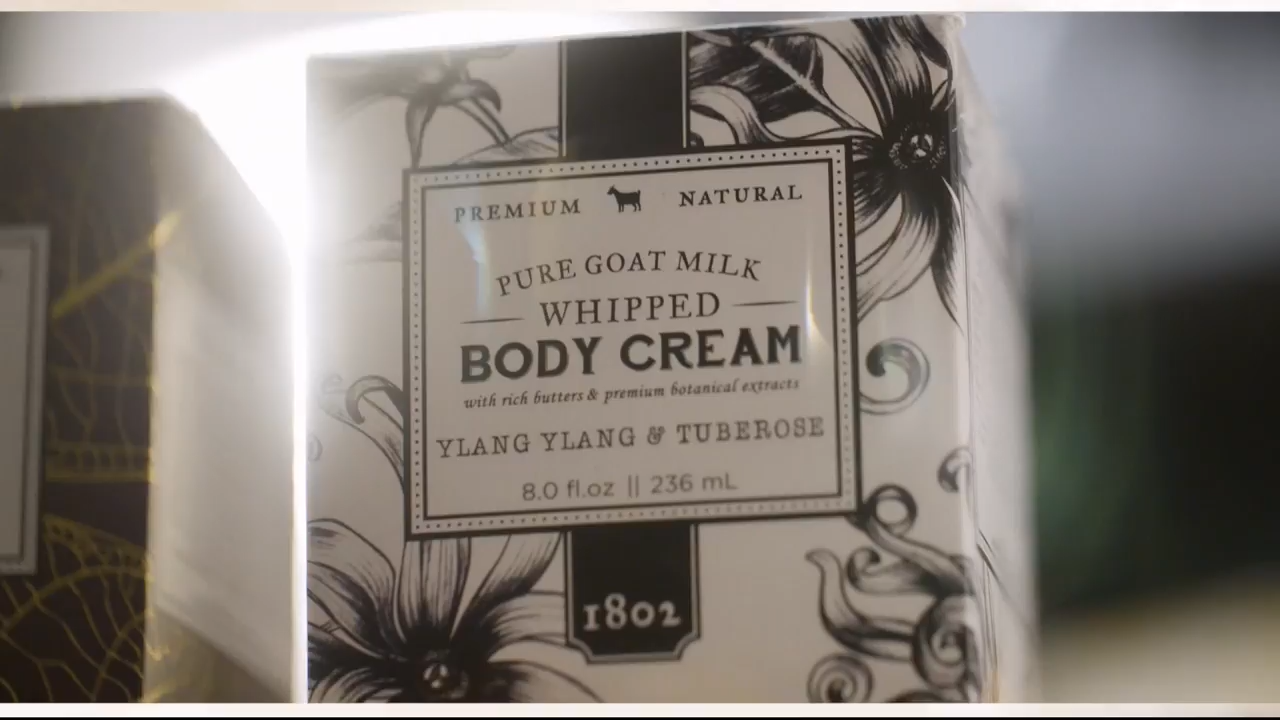 PREMIUM NATURAL
PURE GOAT MILK
WHIPPED
BODY CREAM
with rich butters & premium botanical extracts
YLANG YLANG & TUBEROSE
8.0 fl.oz || 236 mL
1802